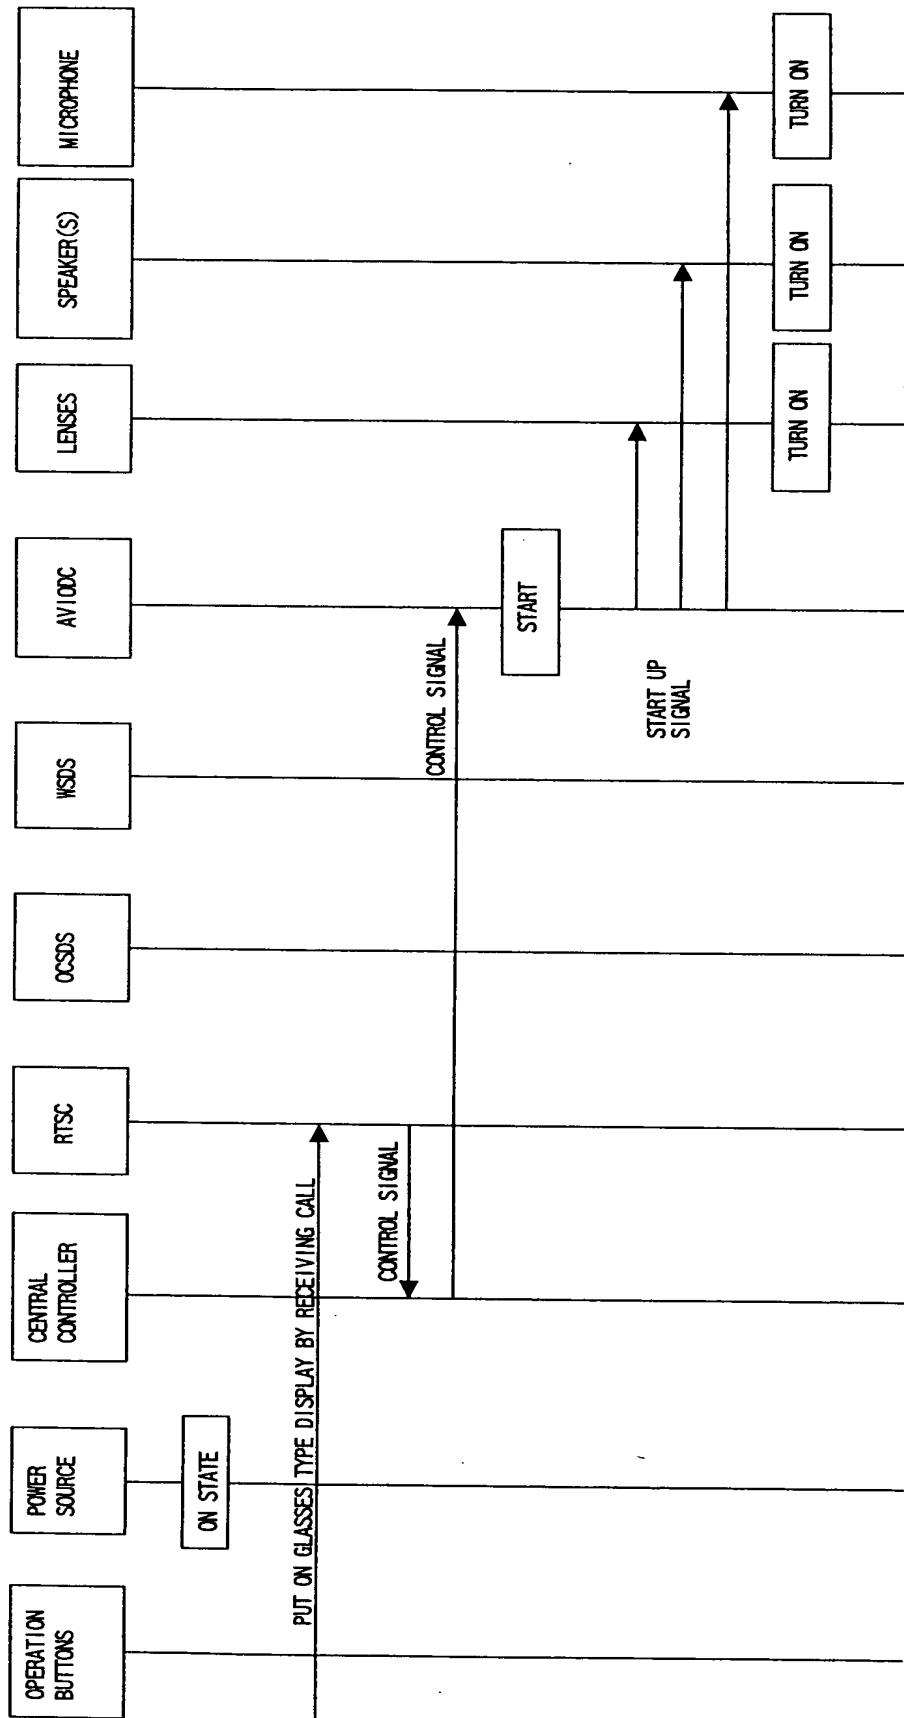 OPERATION
BUTTONS
POWER
SOURCE
CENTRAL
CONTROLLER
RTSC
OCSDS
WSDS
AVIODC
LENSES
SPEAKER(S)
MICROPHONE
ON STATE
PUT ON GLASSES TYPE DISPLAY BY RECEIVING CALL
CONTROL SIGNAL
CONTROL SIGNAL
START
START UP
SIGNAL
TURN ON
TURN ON
TURN ON